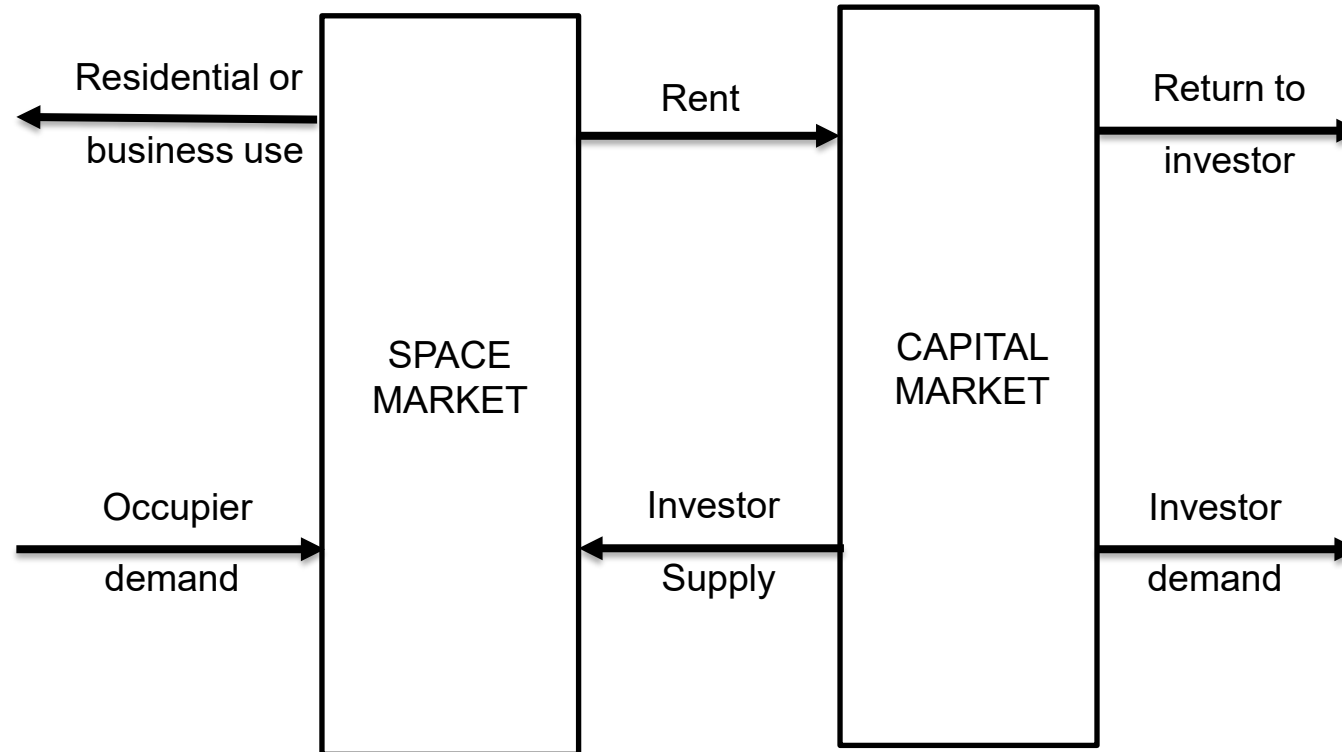 Residential or
business use
Rent
Return to
investor
SPACE
MARKET
CAPITAL
MARKET
Occupier
demand
Investor
Supply
Investor
demand